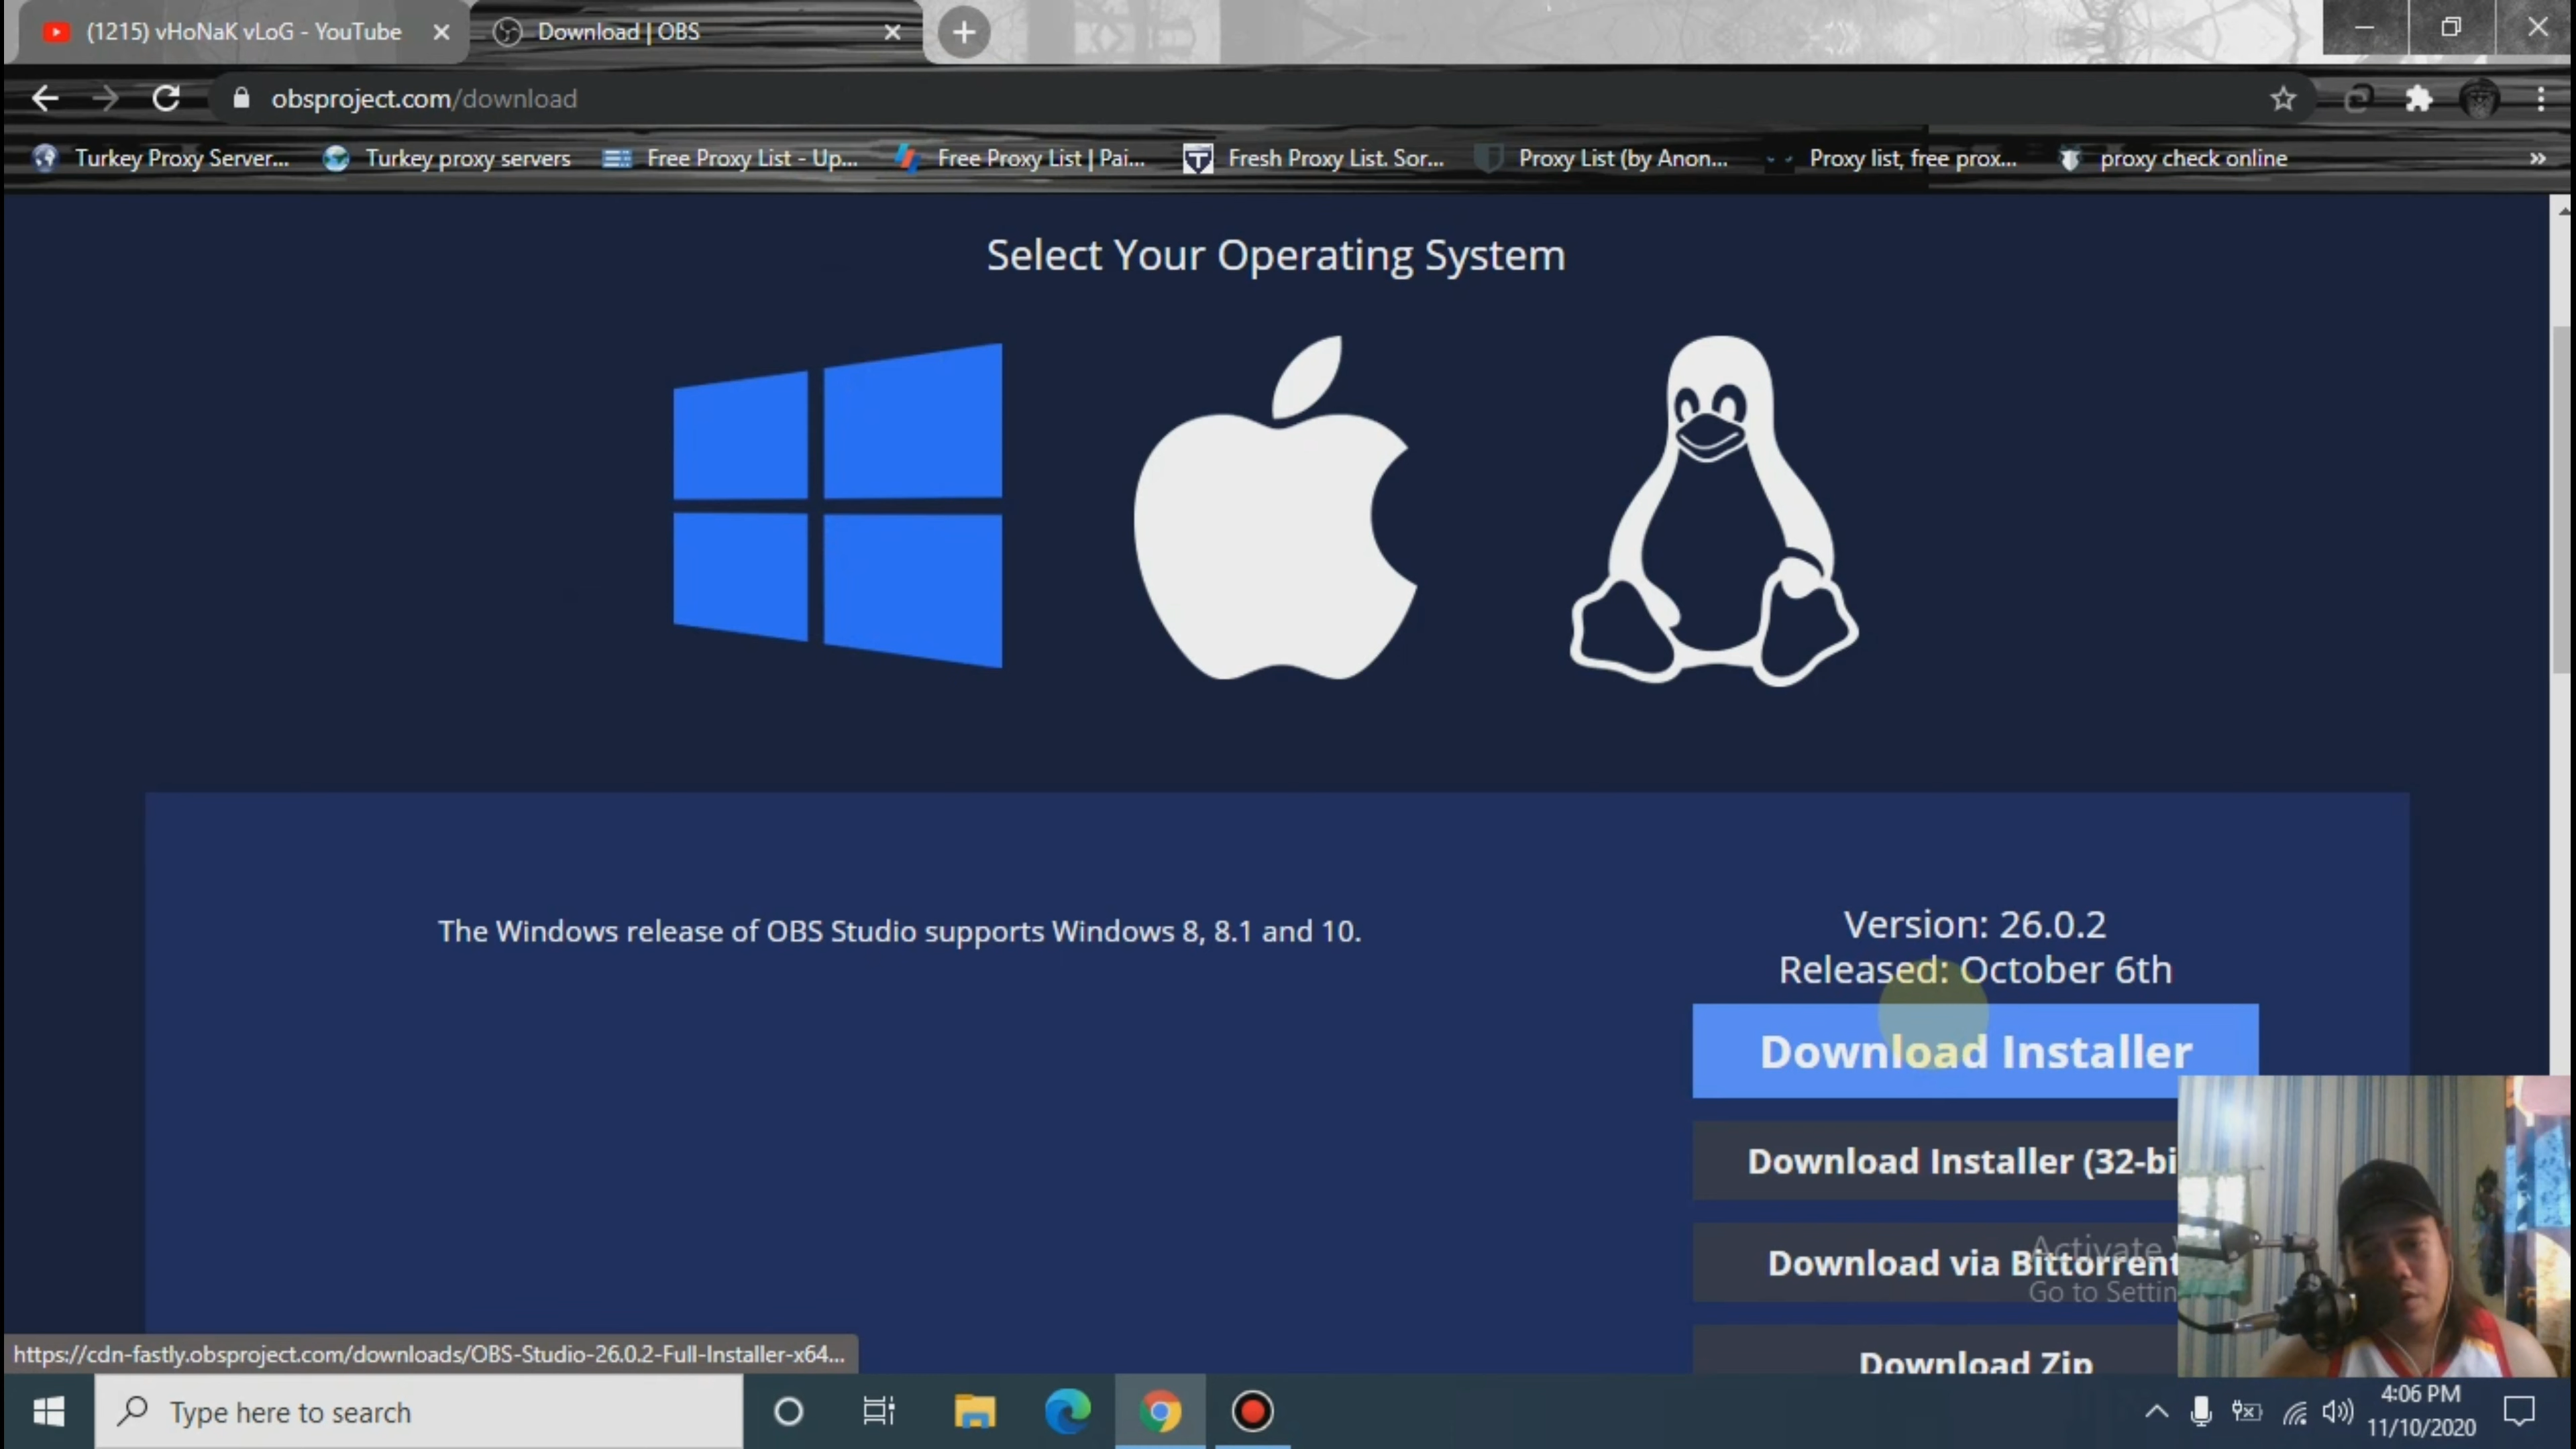 (1215) vHoNaK vLoG - YouTube
Download | OBS
obsproject.com/download
Turkey Proxy Server...
Turkey proxy servers
Free Proxy List - Up...
Free Proxy List | Pai...
Fresh Proxy List. Sor...
Proxy List (by Anon...
Proxy list, free prox...
proxy check online
Select Your Operating System
The Windows release of OBS Studio supports Windows 8, 8.1 and 10.
Version: 26.0.2
Released: October 6th
Download Installer
Download Installer (32-bi
Download via Bittorrent
Activate
Go to Settin
Download Zip
https://cdn-fastly.obsproject.com/downloads/OBS-Studio-26.0.2-Full-Installer-x64...
Type here to search
4:06 PM
11/10/2020